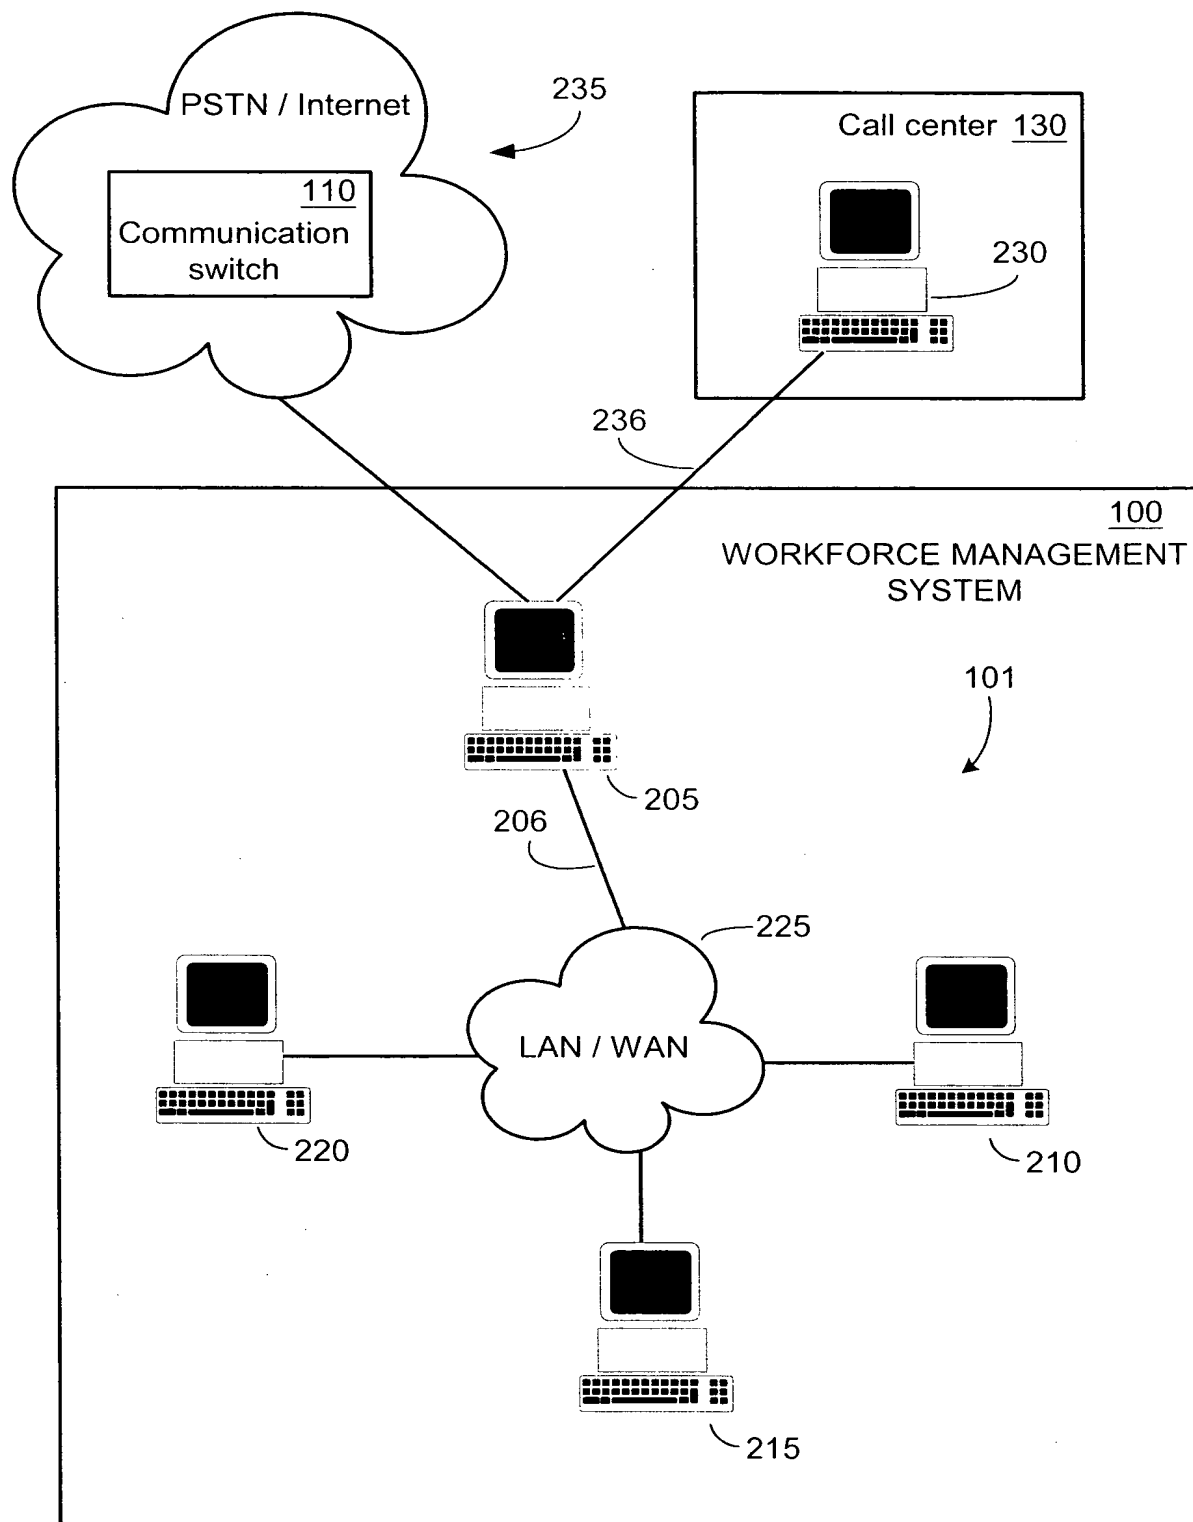 PSTN / Internet
235
110
Communication
switch
Call center 130
230
236
100
WORKFORCE MANAGEMENT
SYSTEM
101
205
206
225
LAN / WAN
220
210
215